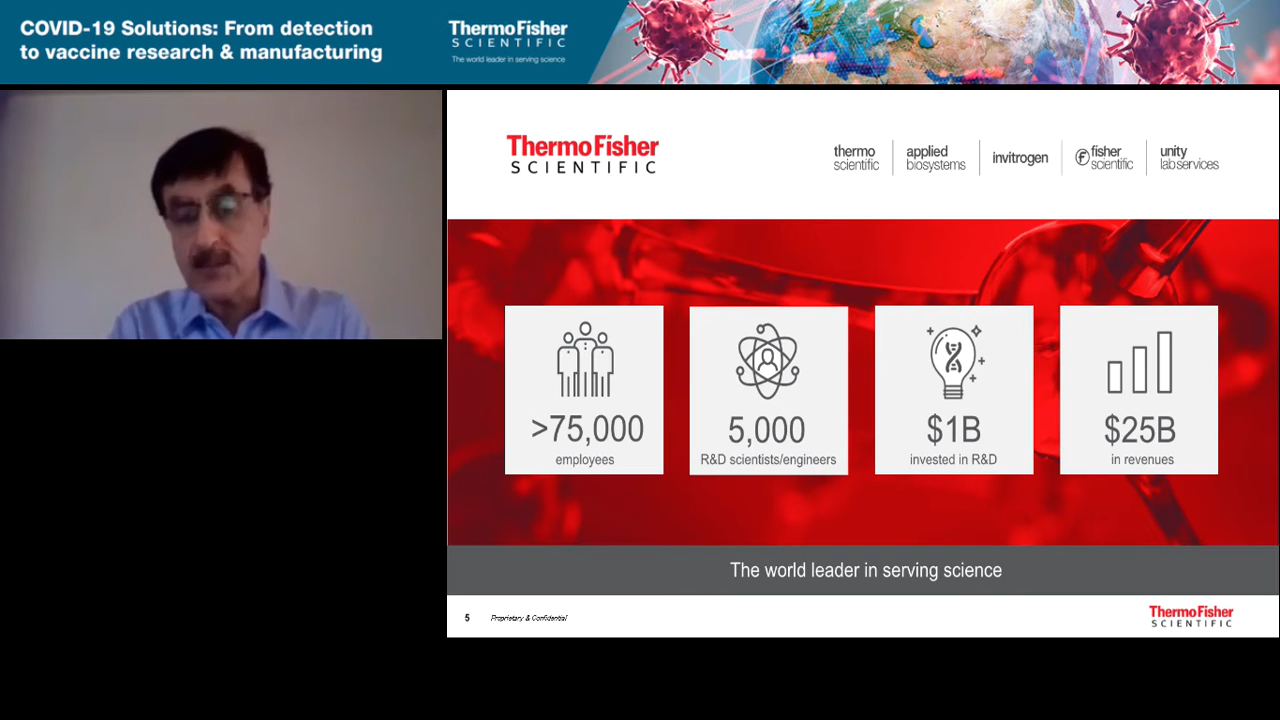 COVID-19 Solutions: From detection
to vaccine research & manufacturing
ThermoFisher
SCIENTIFIC
The world leader in serving science
ThermoFisher
SCIENTIFIC
thermo
scientific
applied
biosystems
invitrogen
fisher
scientific
unity
lab services
>75,000
employees
5,000
R&D scientists/engineers
$1B
invested in R&D
$25B
in revenues
The world leader in serving science
5
Proprietary & Confidential
ThermoFisher
SCIENTIFIC